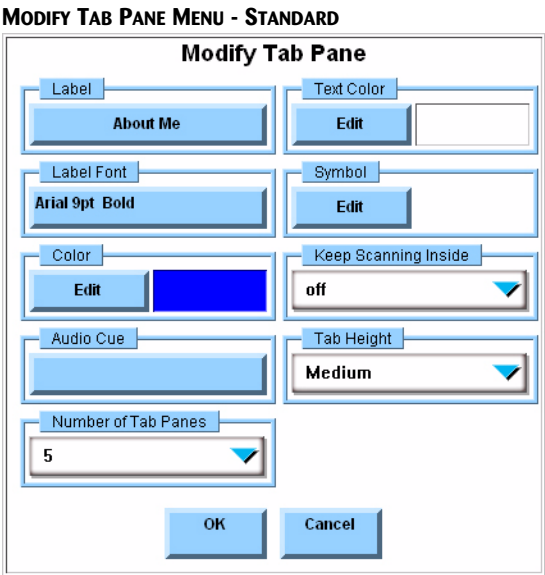 MODIFY TAB PANE MENU - STANDARD
Modify Tab Pane
Label
About Me
Text Color
Edit
Label Font
Arial 9pt Bold
Symbol
Edit
Color
Edit
Keep Scanning Inside
off
Audio Cue
Tab Height
Medium
Number of Tab Panes
5
OK
Cancel